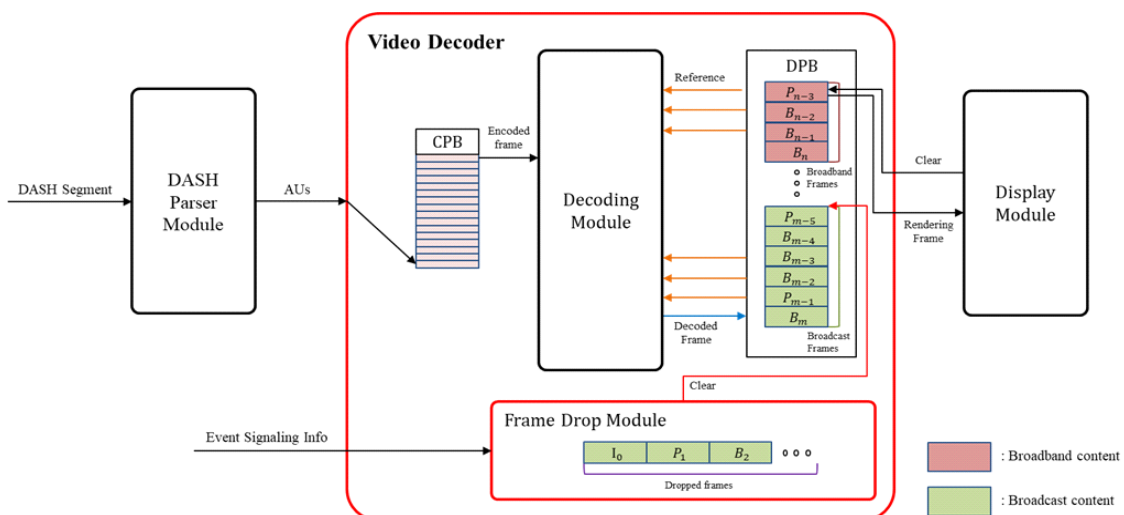 Video Decoder
DPB
Reference
P_{n-3}
B_{n-2}
B_{n-1}
B_n
Broadband
Frames
CPB
Encoded
frame
DASH Segment
DASH
Parser
Module
AUs
Decoding
Module
Clear
Rendering
Frame
Display
Module
P_{m-5}
B_{m-4}
B_{m-3}
B_{m-2}
P_{m-1}
B_m
Decoded
Frame
Broadcast
Frames
Clear
Frame Drop Module
Event Signaling Info
I_0
P_1
B_2
Dropped frames
: Broadband content
: Broadcast content